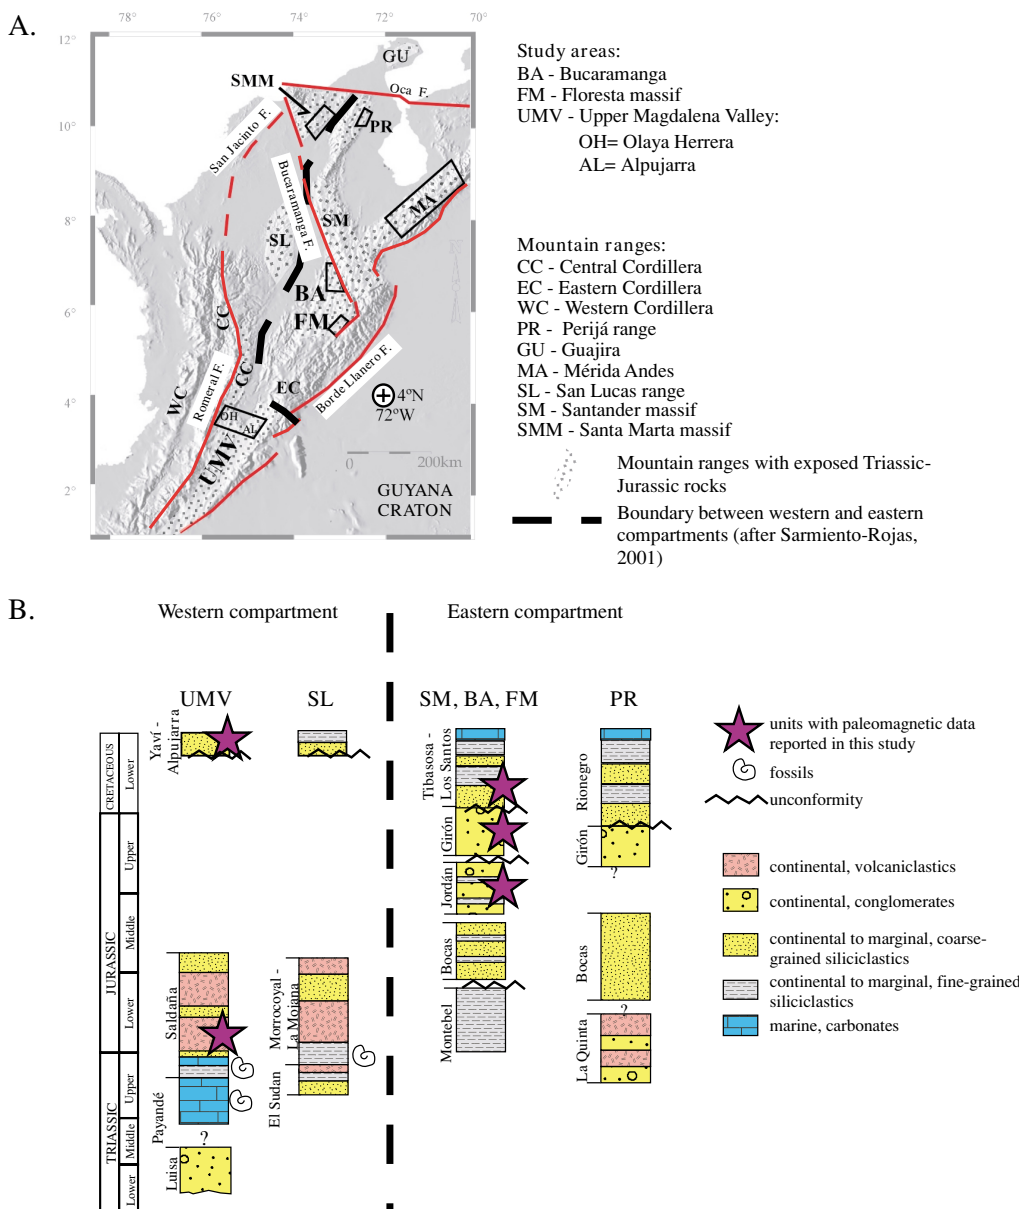 A.
78° 76° 74° 72° 70°
12°
10°
8°
6°
4°
2°
GU
SMM
Oca F.
PR
San Jacinto F.
Bucaramanga F.
SM
MA
SL
BA
FM
CC
CC
WC
Romeral F.
EC
Borde Llanero F.
4°N
72°W
OH
AL
UMV
0 200km
GUYANA
CRATON
Study areas:
BA - Bucaramanga
FM - Floresta massif
UMV - Upper Magdalena Valley:
OH= Olaya Herrera
AL= Alpujarra
Mountain ranges:
CC - Central Cordillera
EC - Eastern Cordillera
WC - Western Cordillera
PR - Perijá range
GU - Guajira
MA - Mérida Andes
SL - San Lucas range
SM - Santander massif
SMM - Santa Marta massif
Mountain ranges with exposed Triassic-
Jurassic rocks
Boundary between western and eastern
compartments (after Sarmiento-Rojas,
2001)
B.
Western compartment
Eastern compartment
UMV
SL
SM, BA, FM
PR
CRETACEOUS
Lower
JURASSIC
Upper
Middle
Lower
TRIASSIC
Upper
Middle
Lower
Yaví -
Alpujarra
Saldaña
Payandé
?
Luisa
Morrocoyal -
La Mojana
El Sudan
Tibasosa -
Los Santos
Girón
Jordán
Bocas
Montebel
Rionegro
Girón
?
Bocas
?
La Quinta
units with paleomagnetic data
reported in this study
fossils
unconformity
continental, volcaniclastics
continental, conglomerates
continental to marginal, coarse-
grained siliciclastics
continental to marginal, fine-grained
siliciclastics
marine, carbonates